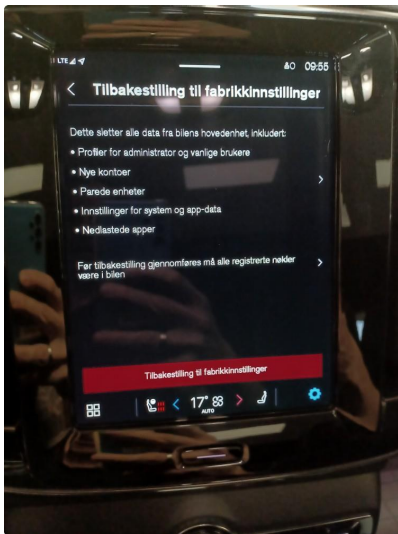 LTE 09:55
Tilbakestilling til fabrikkinnstillinger
Dette sletter alle data fra bilens hovedenhet, inkludert:
• Profiler for administrator og vanlige brukere
• Nye kontoer
• Parede enheter
• Innstillinger for system og app-data
• Nedlastede apper
Før tilbakestilling gjennomføres må alle registrerte nøkler
være i bilen
Tilbakestilling til fabrikkinnstillinger
17°
AUTO